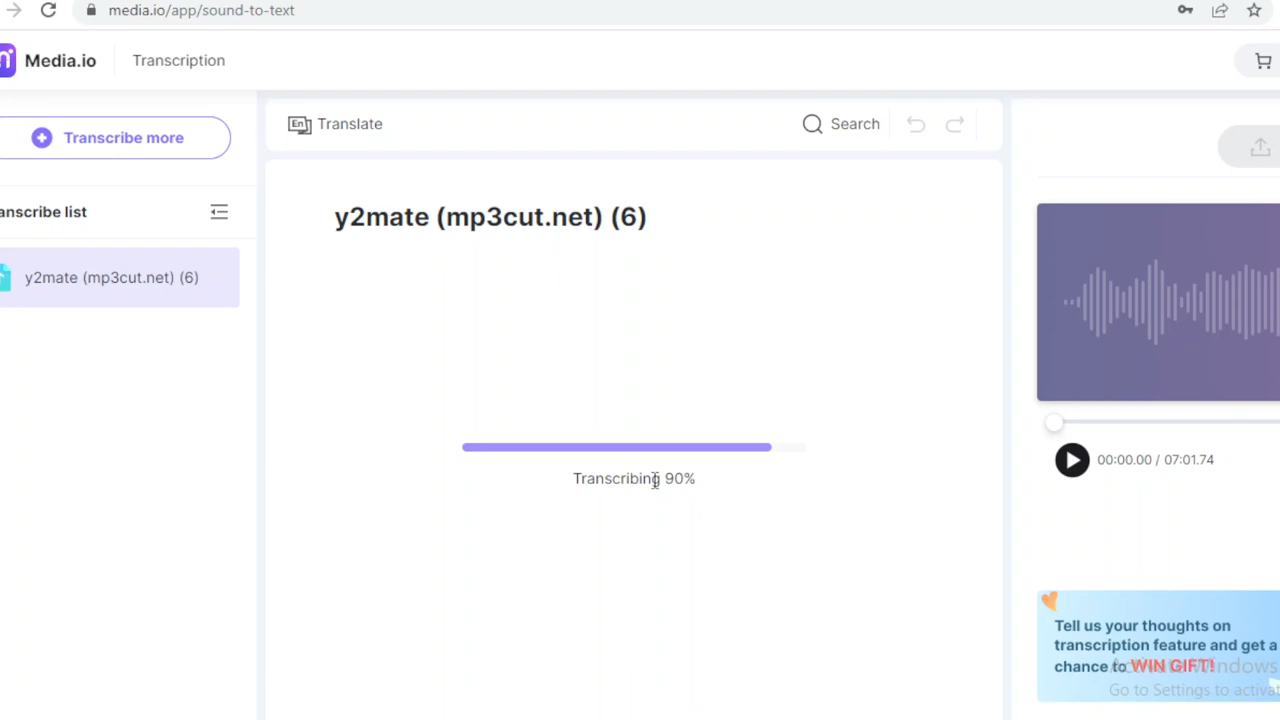 media.io/app/sound-to-text
Media.io
Transcription
Transcribe more
Translate
Search
anscribe list
y2mate (mp3cut.net) (6)
y2mate (mp3cut.net) (6)
Transcribing 90%
00:00.00 / 07:01.74
Tell us your thoughts on
transcription feature and get a
chance to WIN GIFT!
Activate Windows
Go to Settings to activat